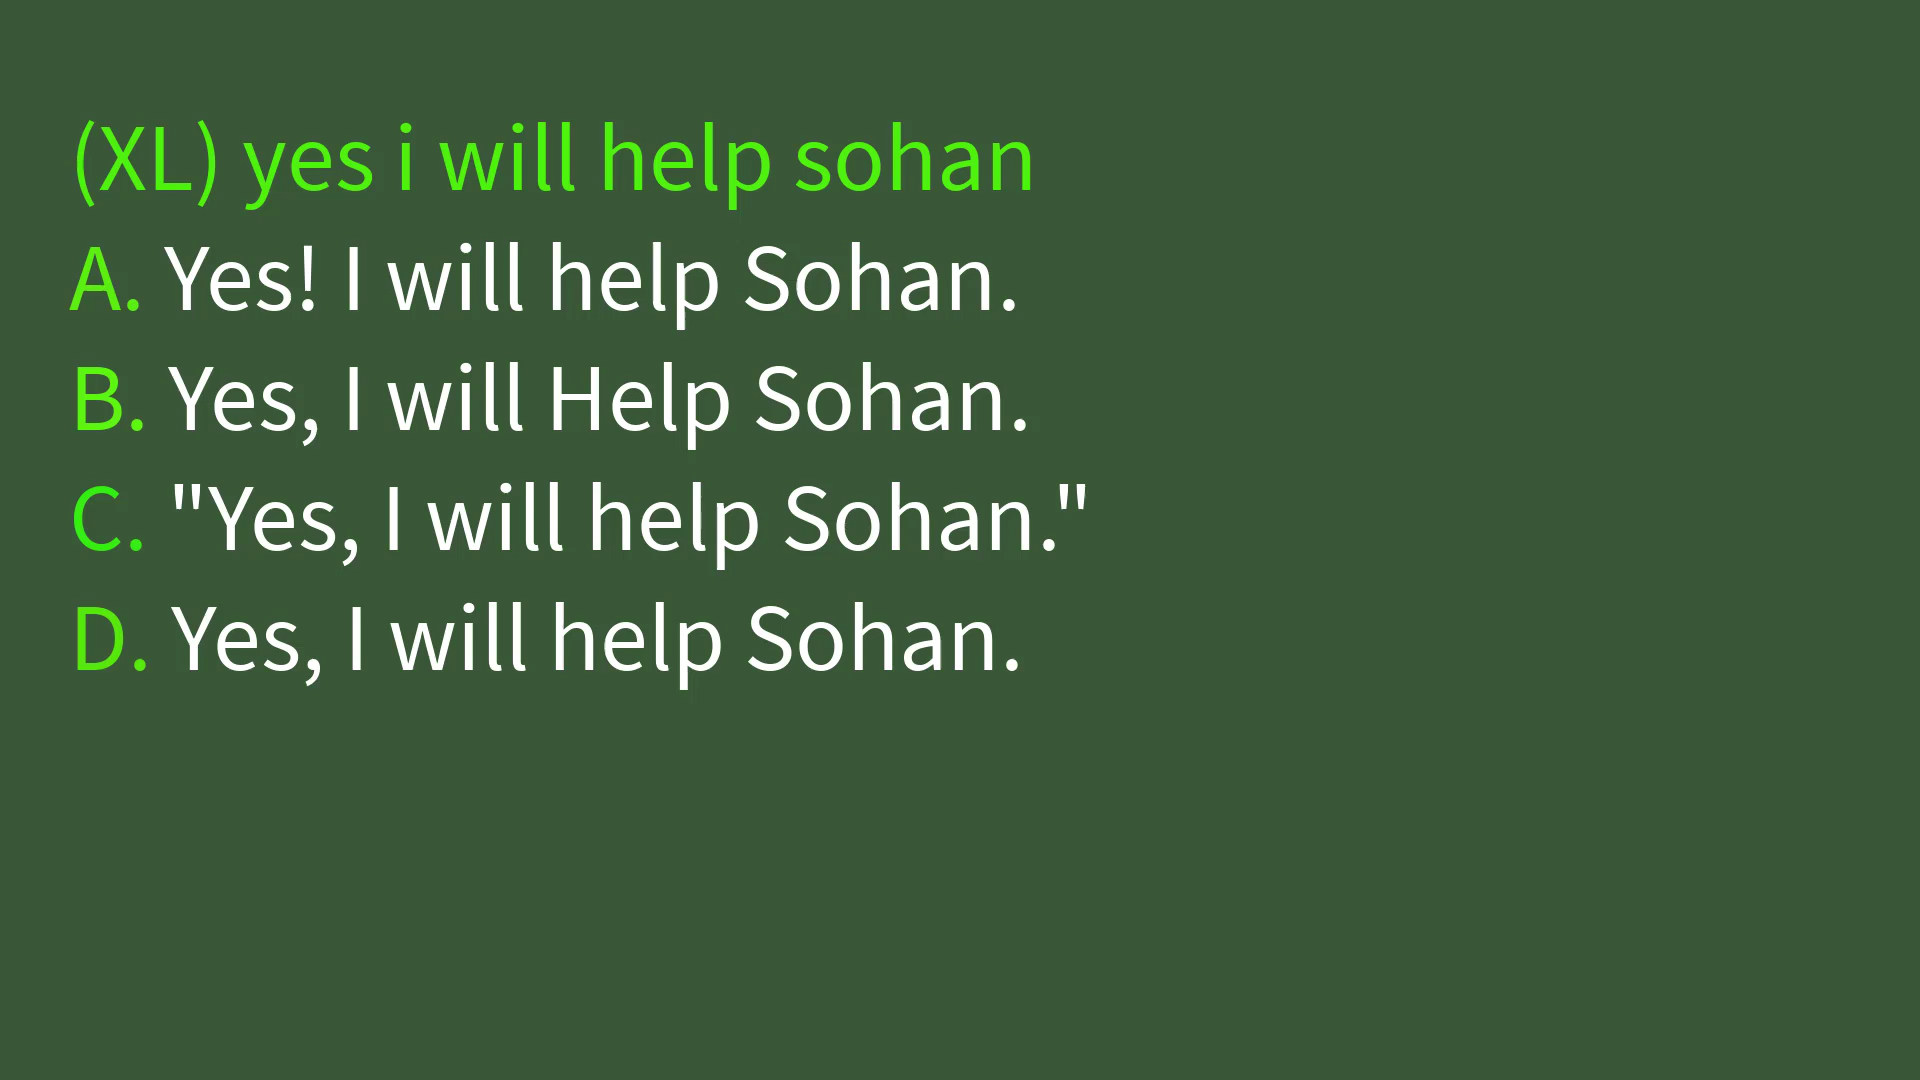 (XL) yes i will help sohan
A. Yes! I will help Sohan.
B. Yes, I will Help Sohan.
C. "Yes, I will help Sohan."
D. Yes, I will help Sohan.